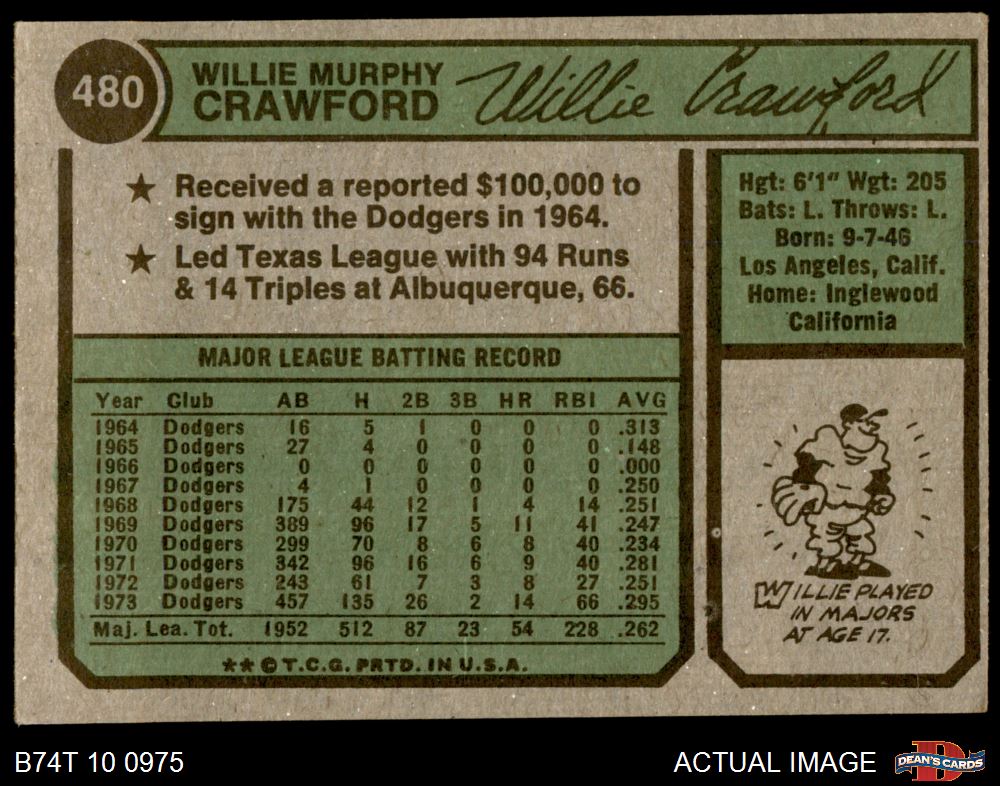 480
WILLIE MURPHY
CRAWFORD
Willie Crawford
★ Received a reported $100,000 to
sign with the Dodgers in 1964.
★ Led Texas League with 94 Runs
& 14 Triples at Albuquerque, 66.
Hgt: 6'1" Wgt: 205
Bats: L. Throws: L.
Born: 9-7-46
Los Angeles, Calif.
Home: Inglewood
California
MAJOR LEAGUE BATTING RECORD
Year Club AB H 2B 3B HR RBI AVG
1964 Dodgers 16 5 1 0 0 0 .313
1965 Dodgers 27 4 0 0 0 0 .148
1966 Dodgers 0 0 0 0 0 0 .000
1967 Dodgers 4 1 0 0 0 0 .250
1968 Dodgers 175 44 12 1 4 14 .251
1969 Dodgers 389 96 17 5 11 41 .247
1970 Dodgers 299 70 8 6 8 40 .234
1971 Dodgers 342 96 16 6 9 40 .281
1972 Dodgers 243 61 7 3 8 27 .251
1973 Dodgers 457 135 26 2 14 66 .295
Maj. Lea. Tot. 1952 512 87 23 54 228 .262
★★©T.C.G. PRTD. IN U.S.A.
WILLIE PLAYED
IN MAJORS
AT AGE 17.
B74T 10 0975
ACTUAL IMAGE
D
DEAN'S CARDS